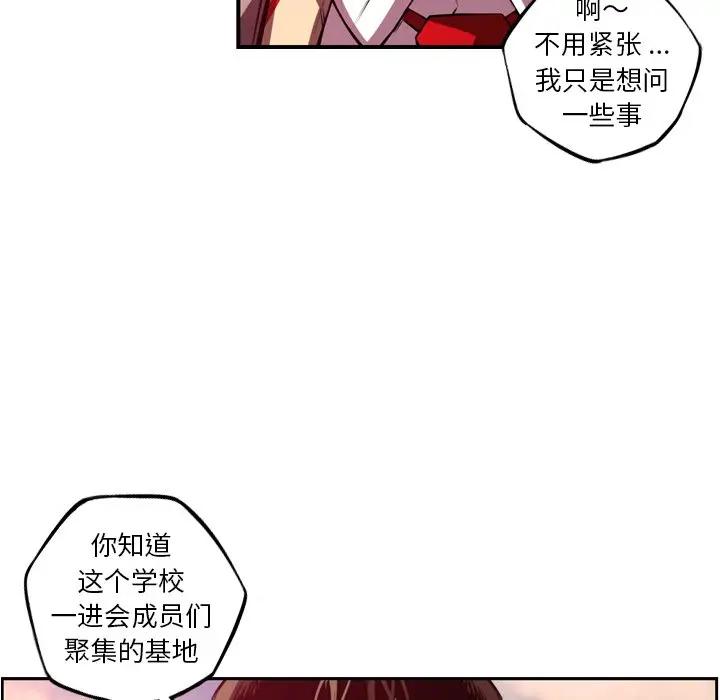 啊～
不用紧张...
我只是想问
一些事
你知道
这个学校
一进会成员们
聚集的基地